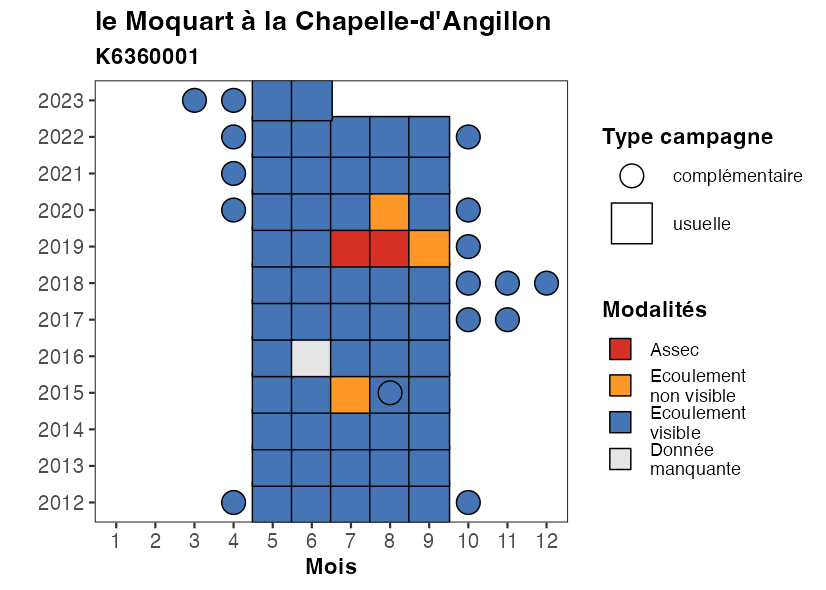 le Moquart à la Chapelle-d'Angillon
K6360001
2023
2022
2021
2020
2019
2018
2017
2016
2015
2014
2013
2012
1 2 3 4 5 6 7 8 9 10 11 12
Mois
Type campagne
complémentaire
usuelle
Modalités
Assec
Ecoulement
non visible
Ecoulement
visible
Donnée
manquante